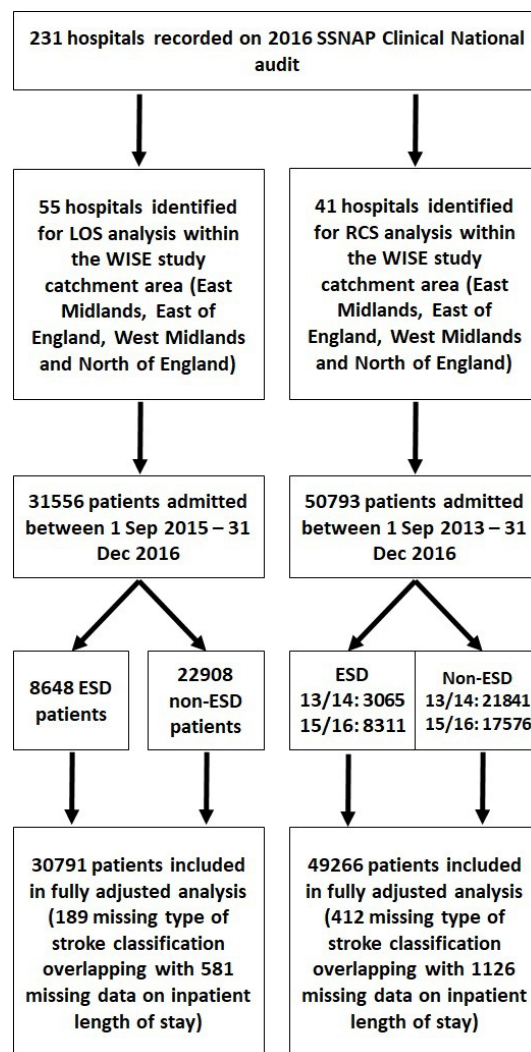 231 hospitals recorded on 2016 SSNAP Clinical National
audit
55 hospitals identified
for LOS analysis within
the WISE study
catchment area (East
Midlands, East of
England, West Midlands
and North of England)
41 hospitals identified
for RCS analysis within
the WISE study
catchment area (East
Midlands, East of
England, West Midlands
and North of England)
31556 patients admitted
between 1 Sep 2015 – 31
Dec 2016
50793 patients admitted
between 1 Sep 2013 – 31
Dec 2016
8648 ESD
patients
22908
non-ESD
patients
ESD
13/14: 3065
15/16: 8311
Non-ESD
13/14: 21841
15/16: 17576
30791 patients included
in fully adjusted analysis
(189 missing type of
stroke classification
overlapping with 581
missing data on inpatient
length of stay)
49266 patients included
in fully adjusted analysis
(412 missing type of
stroke classification
overlapping with 1126
missing data on inpatient
length of stay)